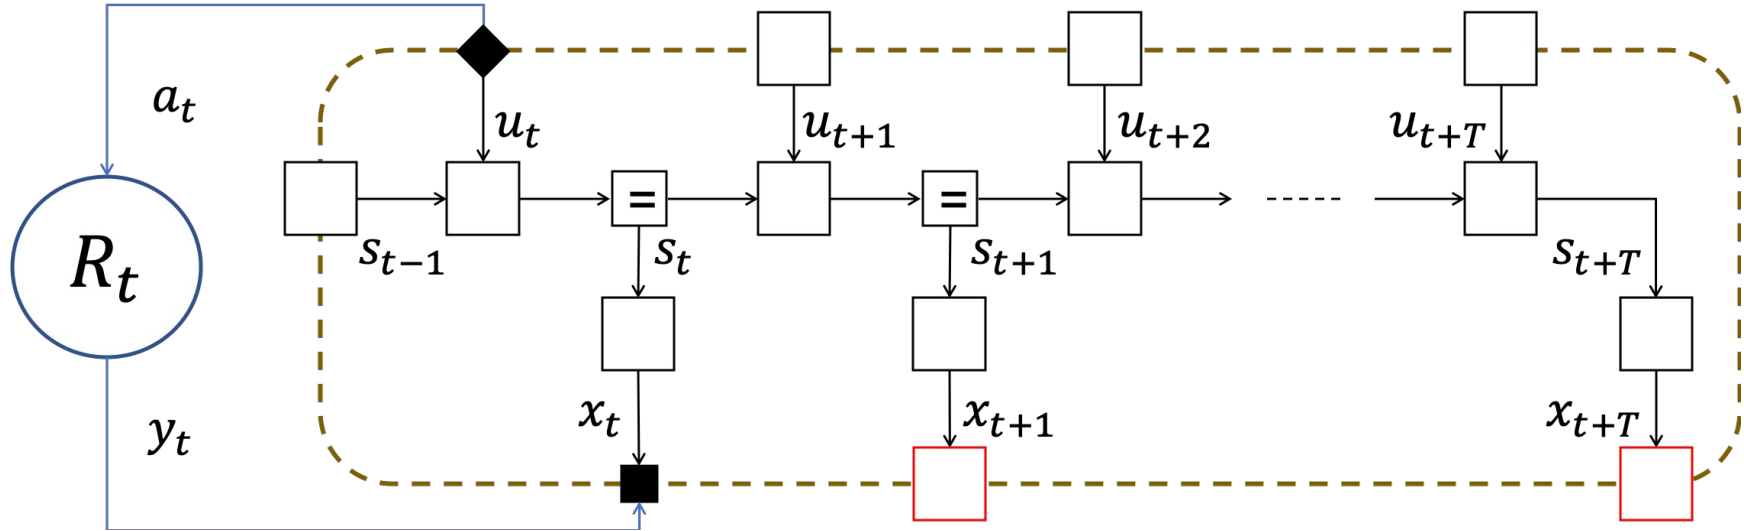 a_t
u_t
u_{t+1}
u_{t+2}
u_{t+T}
=
=
s_{t-1}
s_t
s_{t+1}
s_{t+T}
R_t
x_t
x_{t+1}
x_{t+T}
y_t